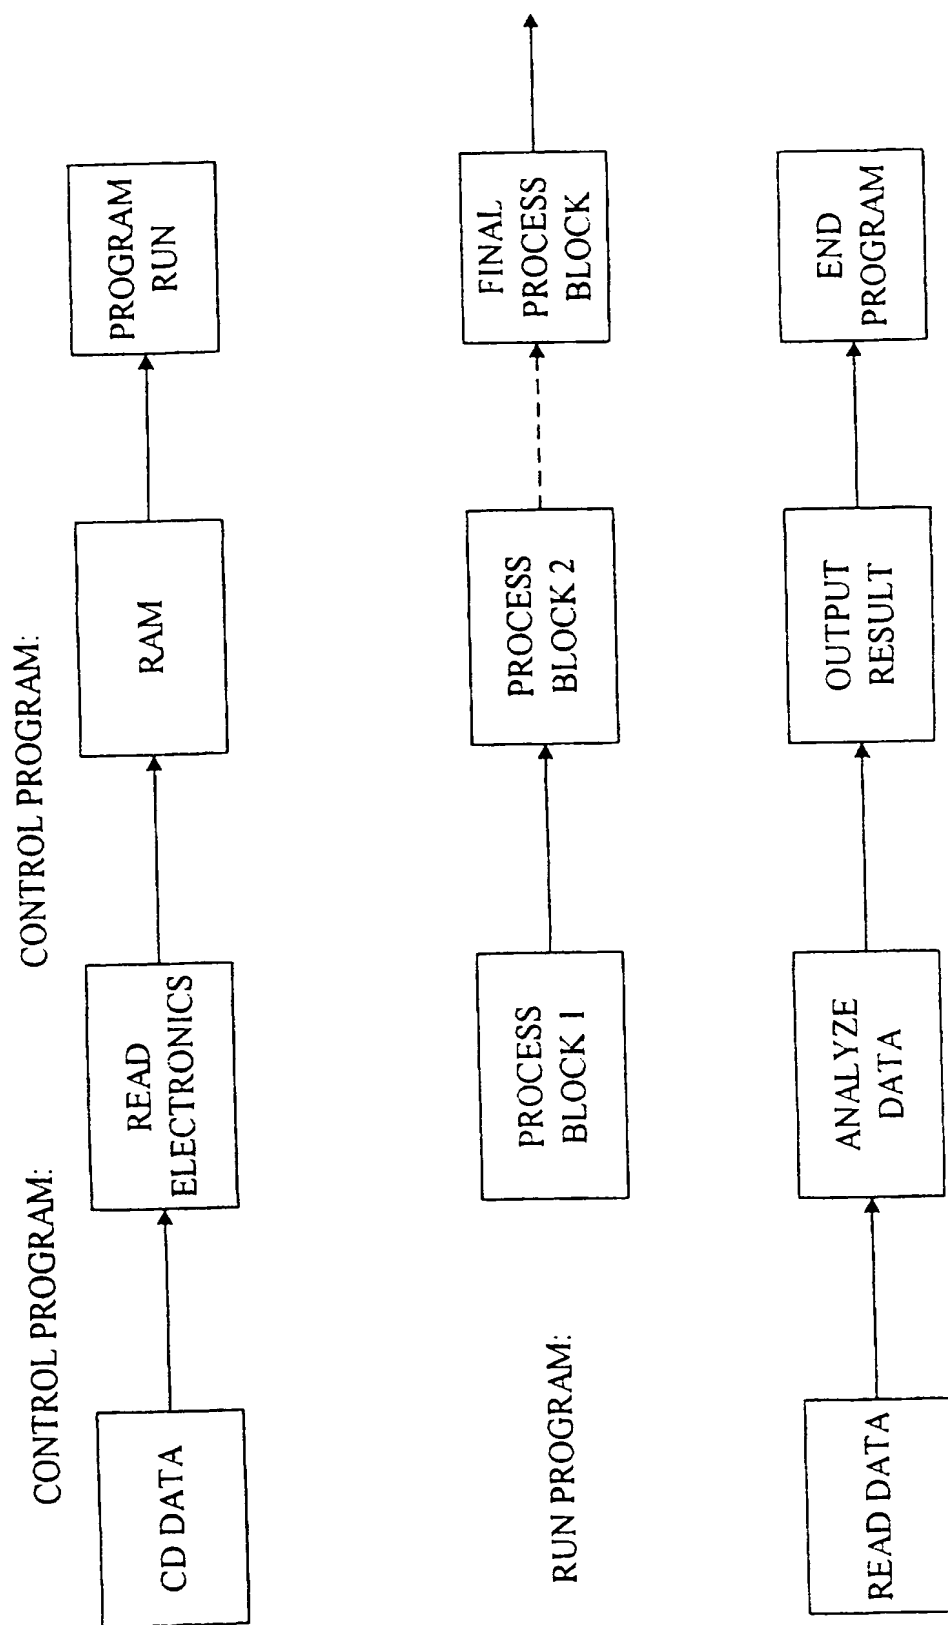 CONTROL PROGRAM:
CONTROL PROGRAM:
CD DATA
READ
ELECTRONICS
RAM
PROGRAM
RUN
RUN PROGRAM:
PROCESS
BLOCK 1
PROCESS
BLOCK 2
FINAL
PROCESS
BLOCK
READ DATA
ANALYZE
DATA
OUTPUT
RESULT
END
PROGRAM